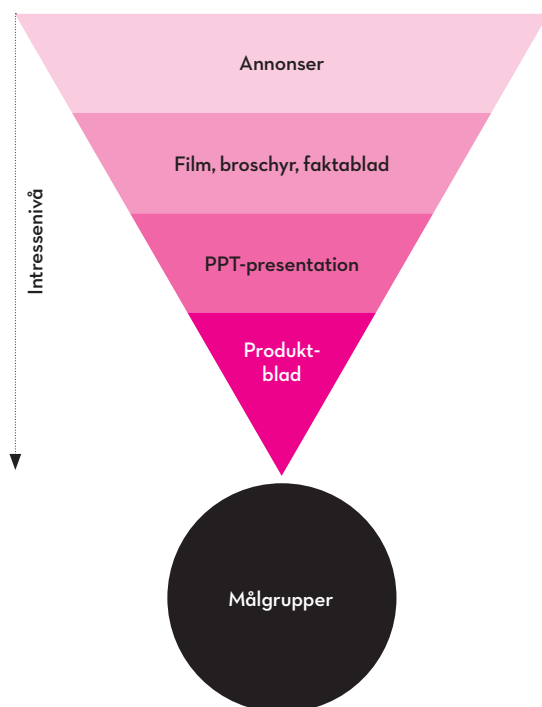 Annonser
Film, broschyr, faktablad
PPT-presentation
Produkt-
blad
Intressenivå
Målgrupper